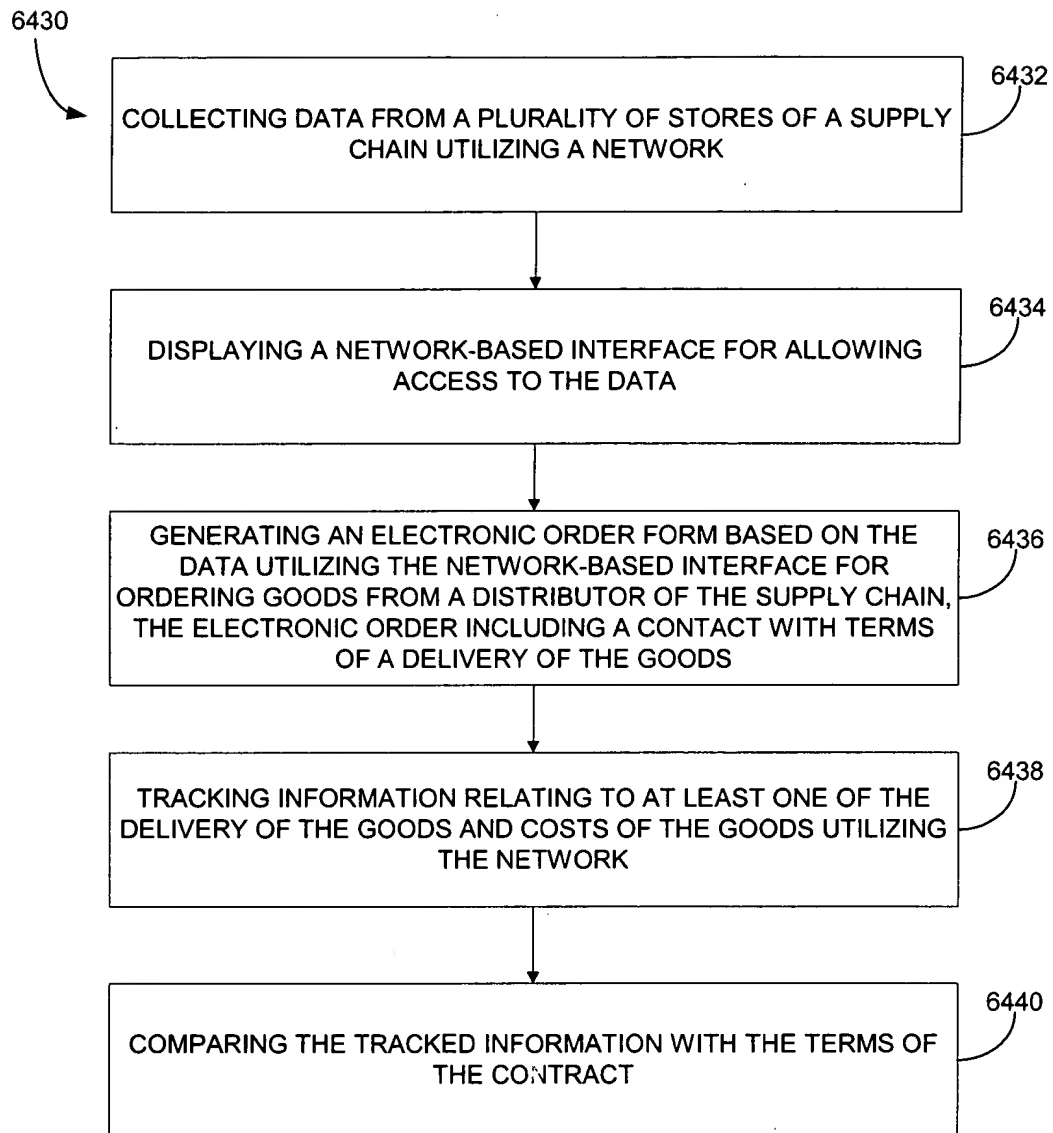 6430
6432
COLLECTING DATA FROM A PLURALITY OF STORES OF A SUPPLY
CHAIN UTILIZING A NETWORK
6434
DISPLAYING A NETWORK-BASED INTERFACE FOR ALLOWING
ACCESS TO THE DATA
6436
GENERATING AN ELECTRONIC ORDER FORM BASED ON THE
DATA UTILIZING THE NETWORK-BASED INTERFACE FOR
ORDERING GOODS FROM A DISTRIBUTOR OF THE SUPPLY CHAIN,
THE ELECTRONIC ORDER INCLUDING A CONTACT WITH TERMS
OF A DELIVERY OF THE GOODS
6438
TRACKING INFORMATION RELATING TO AT LEAST ONE OF THE
DELIVERY OF THE GOODS AND COSTS OF THE GOODS UTILIZING
THE NETWORK
6440
COMPARING THE TRACKED INFORMATION WITH THE TERMS OF
THE CONTRACT